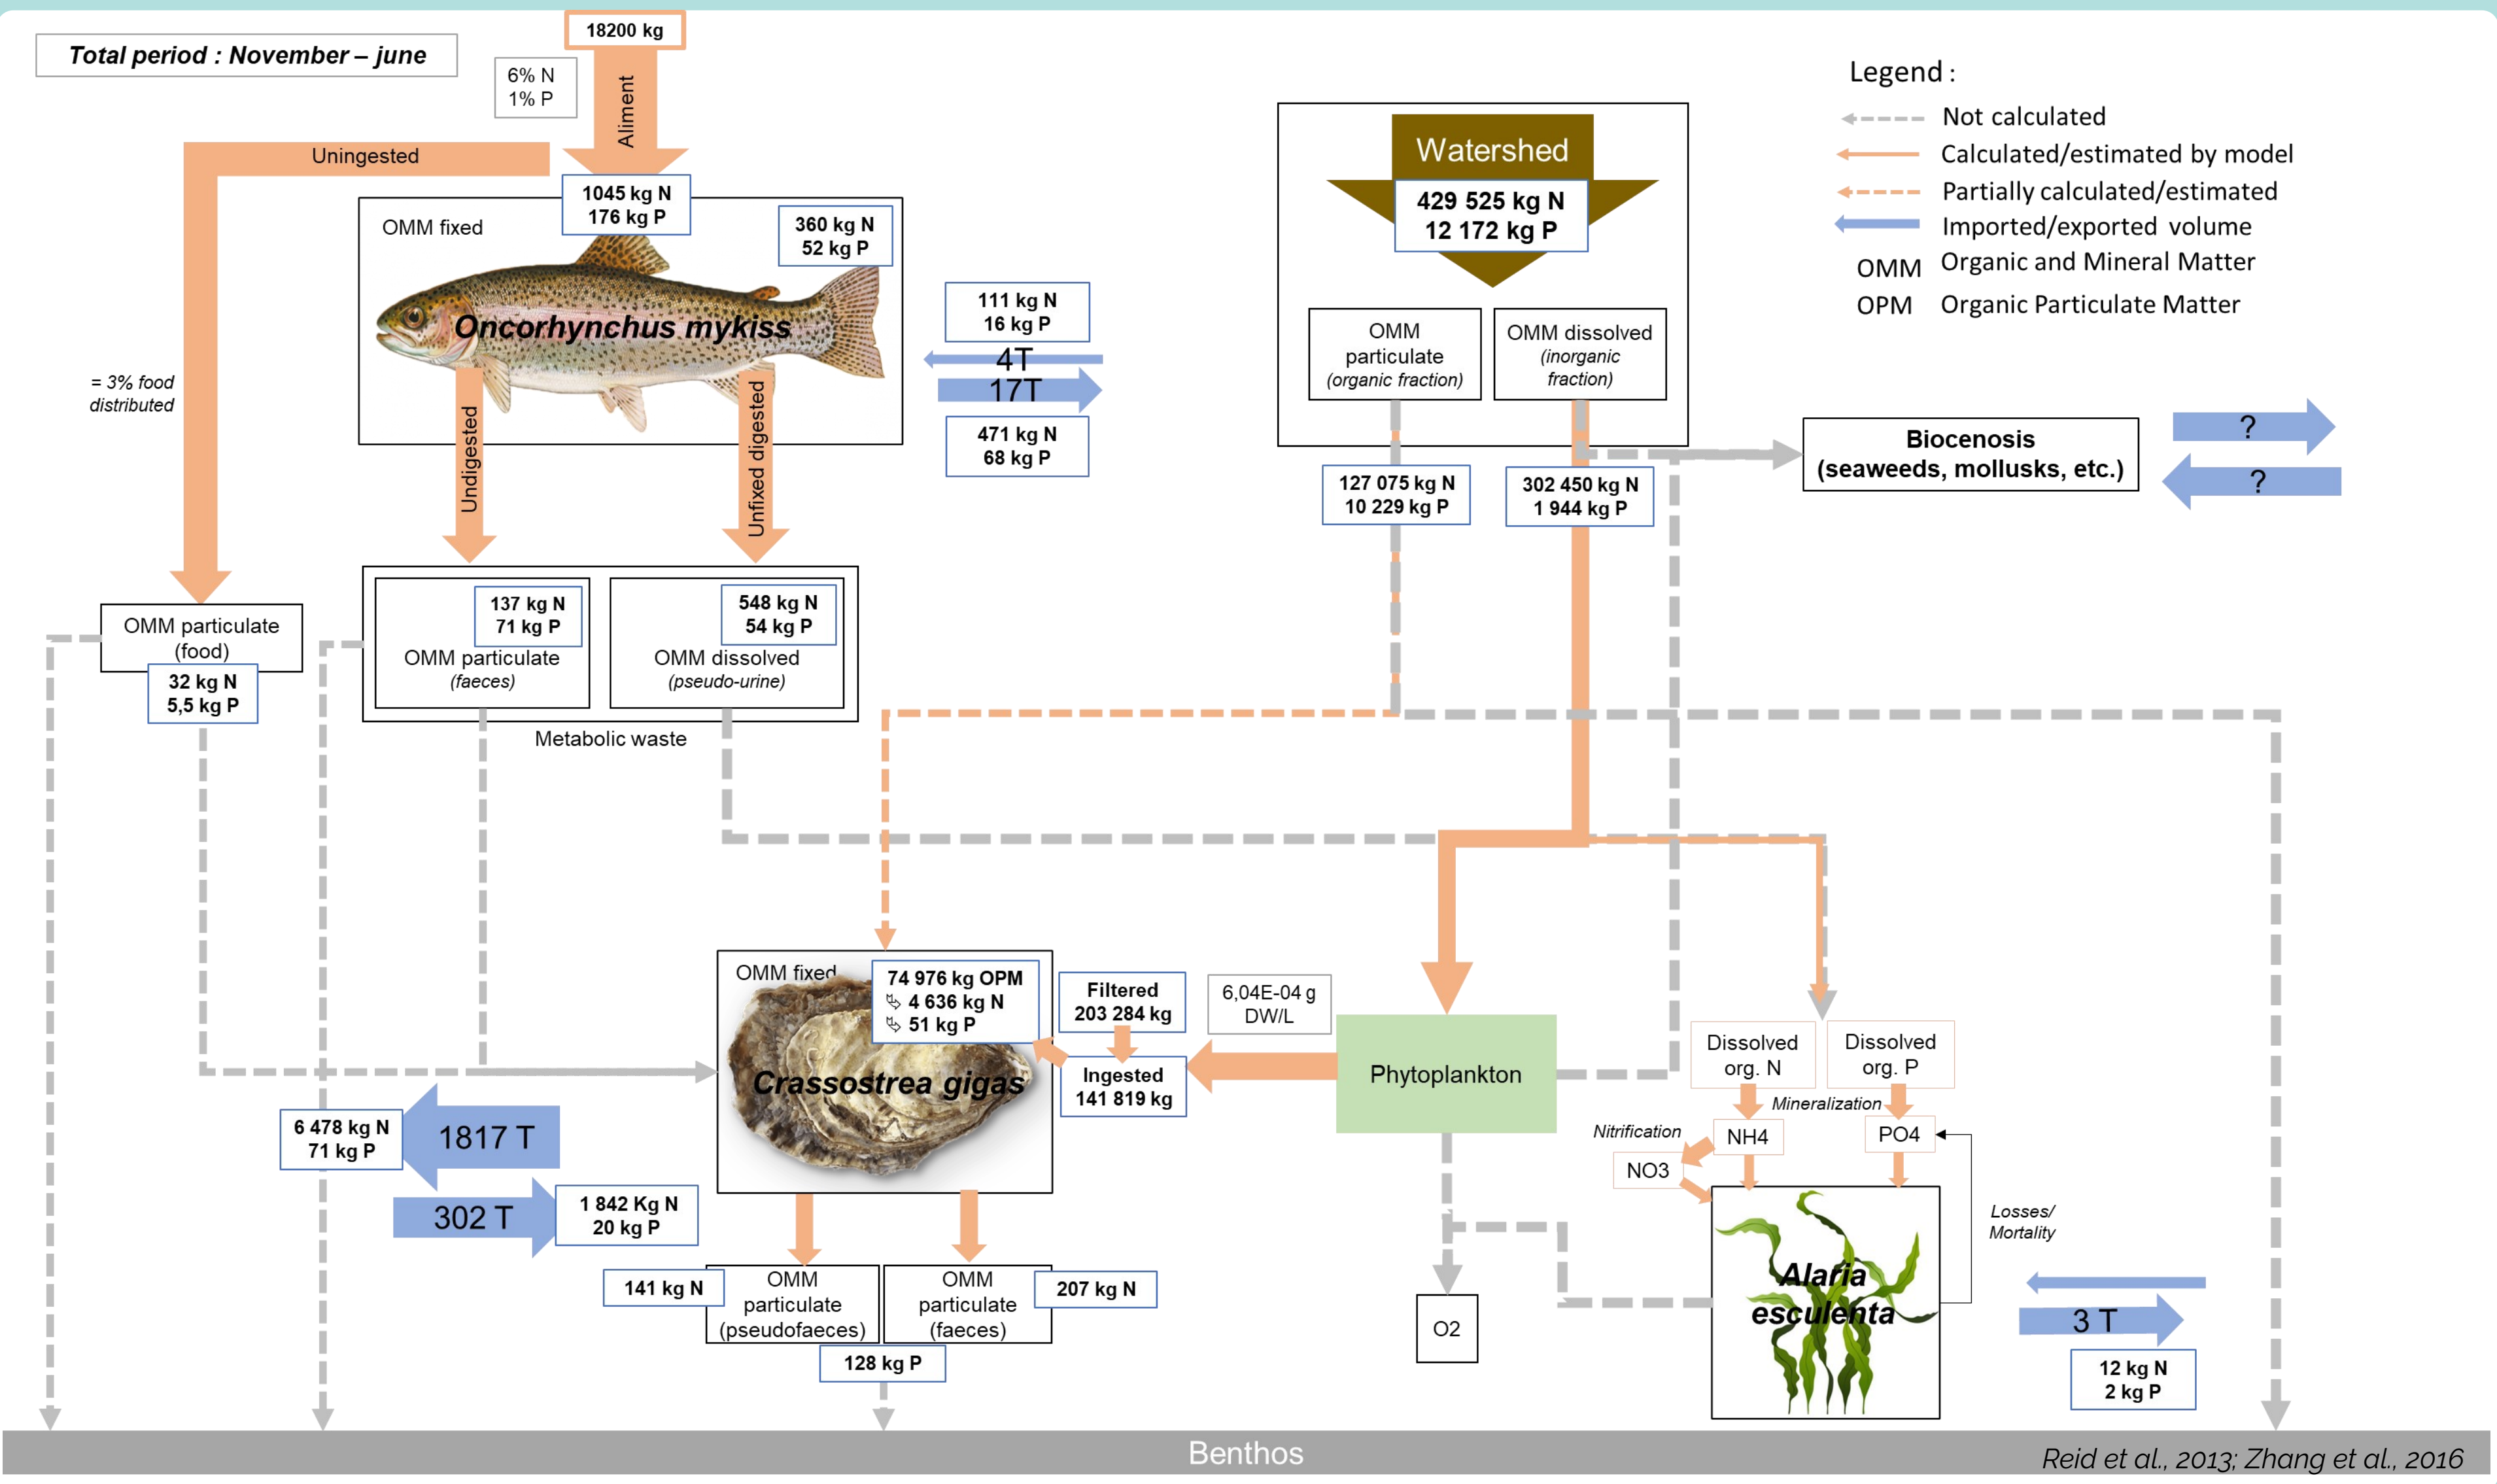 Total period : November – june
18200 kg
6% N
1% P
Aliment
Uningested
1045 kg N
176 kg P
OMM fixed
360 kg N
52 kg P
Oncorhynchus mykiss
= 3% food
distributed
Undigested
Unfixed digested
111 kg N
16 kg P
4T
17T
471 kg N
68 kg P
Watershed
429 525 kg N
12 172 kg P
OMM
particulate
(organic fraction)
OMM dissolved
(inorganic
fraction)
127 075 kg N
10 229 kg P
302 450 kg N
1 944 kg P
Legend :
Not calculated
Calculated/estimated by model
Partially calculated/estimated
Imported/exported volume
OMM Organic and Mineral Matter
OPM Organic Particulate Matter
Biocenosis
(seaweeds, mollusks, etc.)
?
?
OMM particulate
(food)
32 kg N
5,5 kg P
137 kg N
71 kg P
OMM particulate
(faeces)
548 kg N
54 kg P
OMM dissolved
(pseudo-urine)
Metabolic waste
OMM fixed
74 976 kg OPM
4 636 kg N
51 kg P
Crassostrea gigas
Filtered
203 284 kg
Ingested
141 819 kg
6,04E-04 g
DW/L
Phytoplankton
6 478 kg N
71 kg P
1817 T
302 T
1 842 Kg N
20 kg P
141 kg N
OMM
particulate
(pseudofaeces)
OMM
particulate
(faeces)
207 kg N
128 kg P
O2
Dissolved
org. N
Dissolved
org. P
Mineralization
Nitrification
NH4
PO4
NO3
Losses/
Mortality
Alaria
esculenta
3 T
12 kg N
2 kg P
Benthos
Reid et al., 2013; Zhang et al., 2016